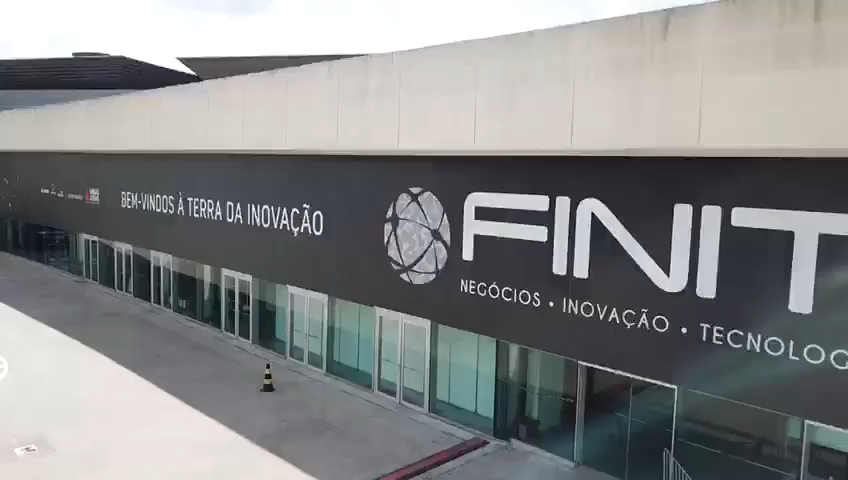 BEM-VINDOS À TERRA DA INOVAÇÃO
FINIT
NEGÓCIOS • INOVAÇÃO • TECNOLOG